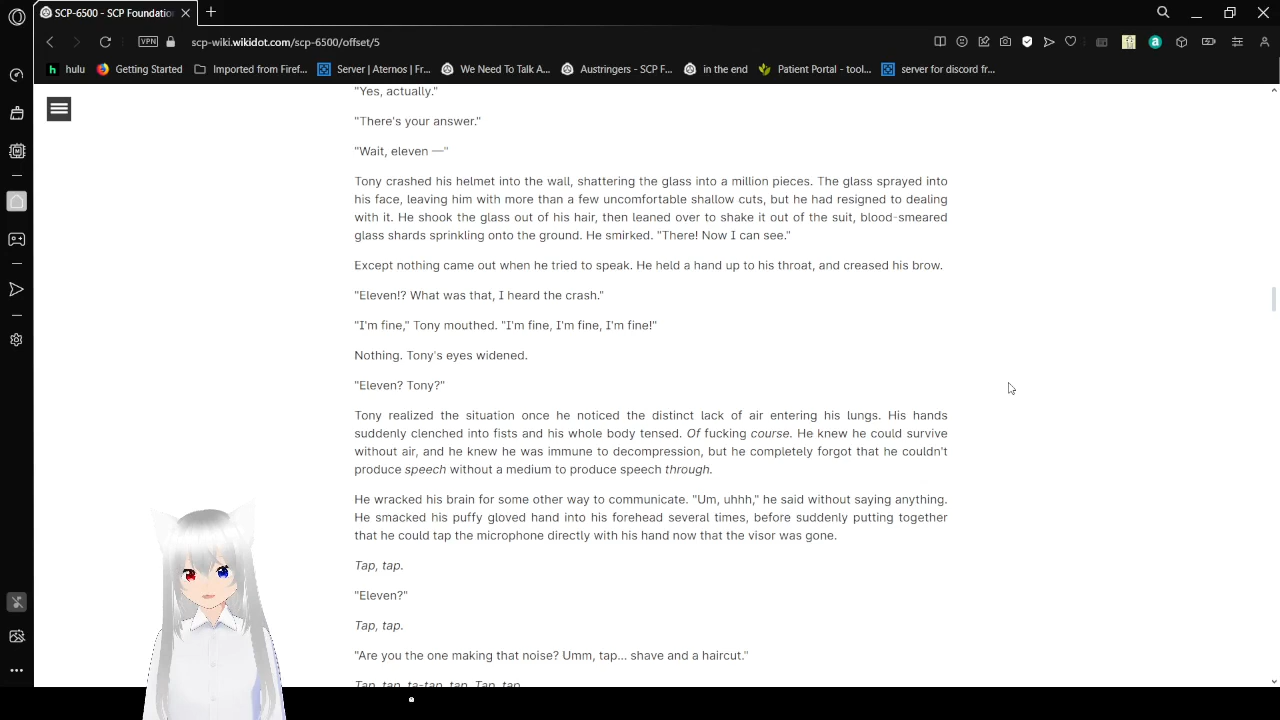 SCP-6500 - SCP Foundatio
scp-wiki.wikidot.com/scp-6500/offset/5
VPN
hulu
Getting Started
Imported from Firef...
Server | Aternos | Fr...
We Need To Talk A...
Austringers - SCP F...
in the end
Patient Portal - tool...
server for discord fr...
"Yes, actually."
"There's your answer."
"Wait, eleven —"
Tony crashed his helmet into the wall, shattering the glass into a million pieces. The glass sprayed into
his face, leaving him with more than a few uncomfortable shallow cuts, but he had resigned to dealing
with it. He shook the glass out of his hair, then leaned over to shake it out of the suit, blood-smeared
glass shards sprinkling onto the ground. He smirked. "There! Now I can see."
Except nothing came out when he tried to speak. He held a hand up to his throat, and creased his brow.
"Eleven!? What was that, I heard the crash."
"I'm fine," Tony mouthed. "I'm fine, I'm fine, I'm fine!"
Nothing. Tony's eyes widened.
"Eleven? Tony?"
Tony realized the situation once he noticed the distinct lack of air entering his lungs. His hands
suddenly clenched into fists and his whole body tensed. Of fucking course. He knew he could survive
without air, and he knew he was immune to decompression, but he completely forgot that he couldn't
produce speech without a medium to produce speech through.
He wracked his brain for some other way to communicate. "Um, uhhh," he said without saying anything.
He smacked his puffy gloved hand into his forehead several times, before suddenly putting together
that he could tap the microphone directly with his hand now that the visor was gone.
Tap, tap.
"Eleven?"
Tap, tap.
"Are you the one making that noise? Umm, tap... shave and a haircut."
Tap, tap, ta-tap, tap. Tap, tap.